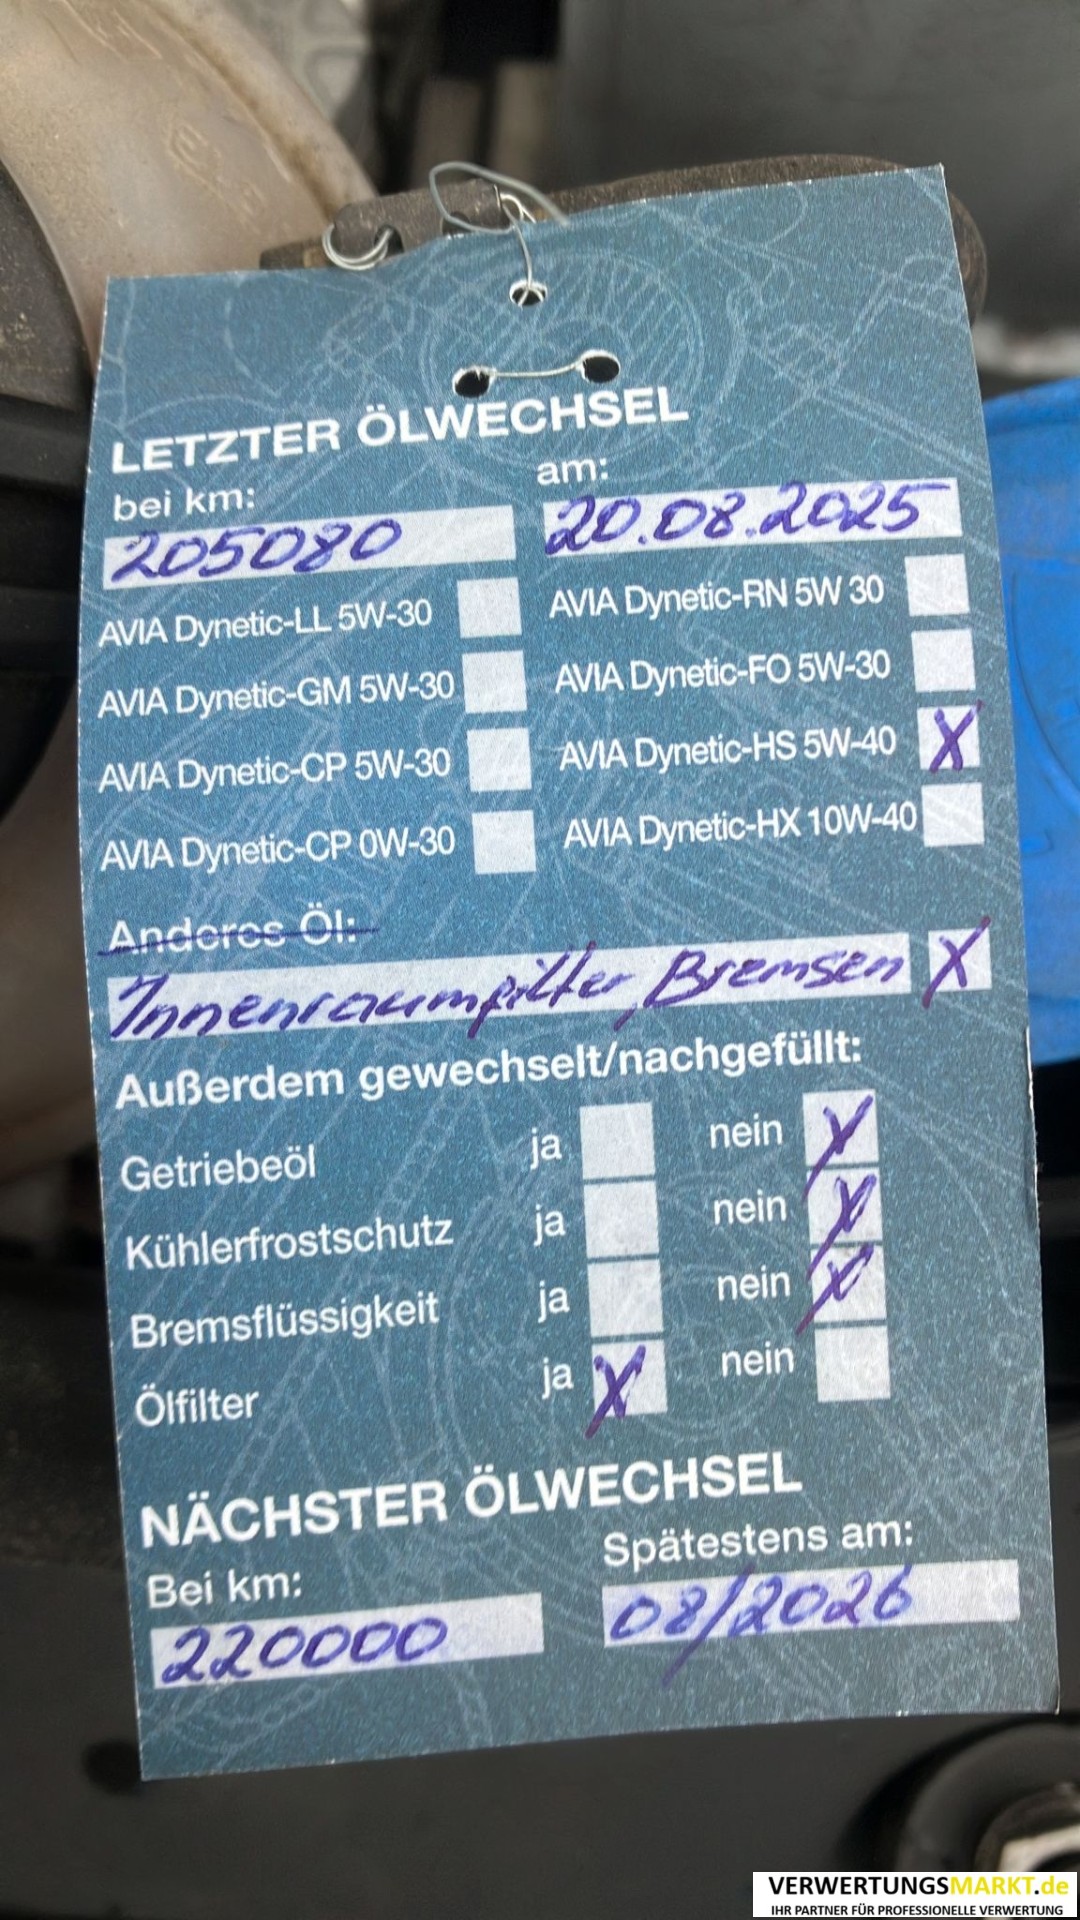 LETZTER ÖLWECHSEL
bei km: am:
205080 20.08.2025
AVIA Dynetic-LL 5W-30 AVIA Dynetic-RN 5W 30
AVIA Dynetic-GM 5W-30 AVIA Dynetic-FO 5W-30
AVIA Dynetic-CP 5W-30 AVIA Dynetic-HS 5W-40 X
AVIA Dynetic-CP 0W-30 AVIA Dynetic-HX 10W-40
Anderes Öl:
Innenraumfilter, Bremsen X
Außerdem gewechselt/nachgefüllt:
Getriebeöl ja nein X
Kühlerfrostschutz ja nein X
Bremsflüssigkeit ja nein X
Ölfilter ja X nein
NÄCHSTER ÖLWECHSEL
Bei km: Spätestens am:
220000 08/2026
VERWERTUNGSMARKT.de
IHR PARTNER FÜR PROFESSIONELLE VERWERTUNG